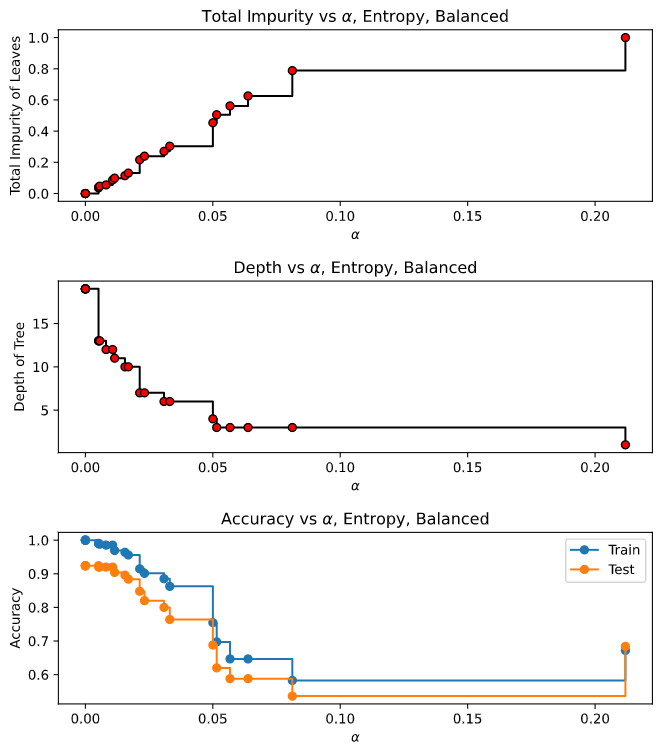 Total Impurity vs α, Entropy, Balanced
Total Impurity of Leaves
1.0
0.8
0.6
0.4
0.2
0.0
0.00 0.05 0.10 0.15 0.20
α
Depth vs α, Entropy, Balanced
Depth of Tree
15
10
5
0.00 0.05 0.10 0.15 0.20
α
Accuracy vs α, Entropy, Balanced
Accuracy
1.0
0.9
0.8
0.7
0.6
Train
Test
0.00 0.05 0.10 0.15 0.20
α